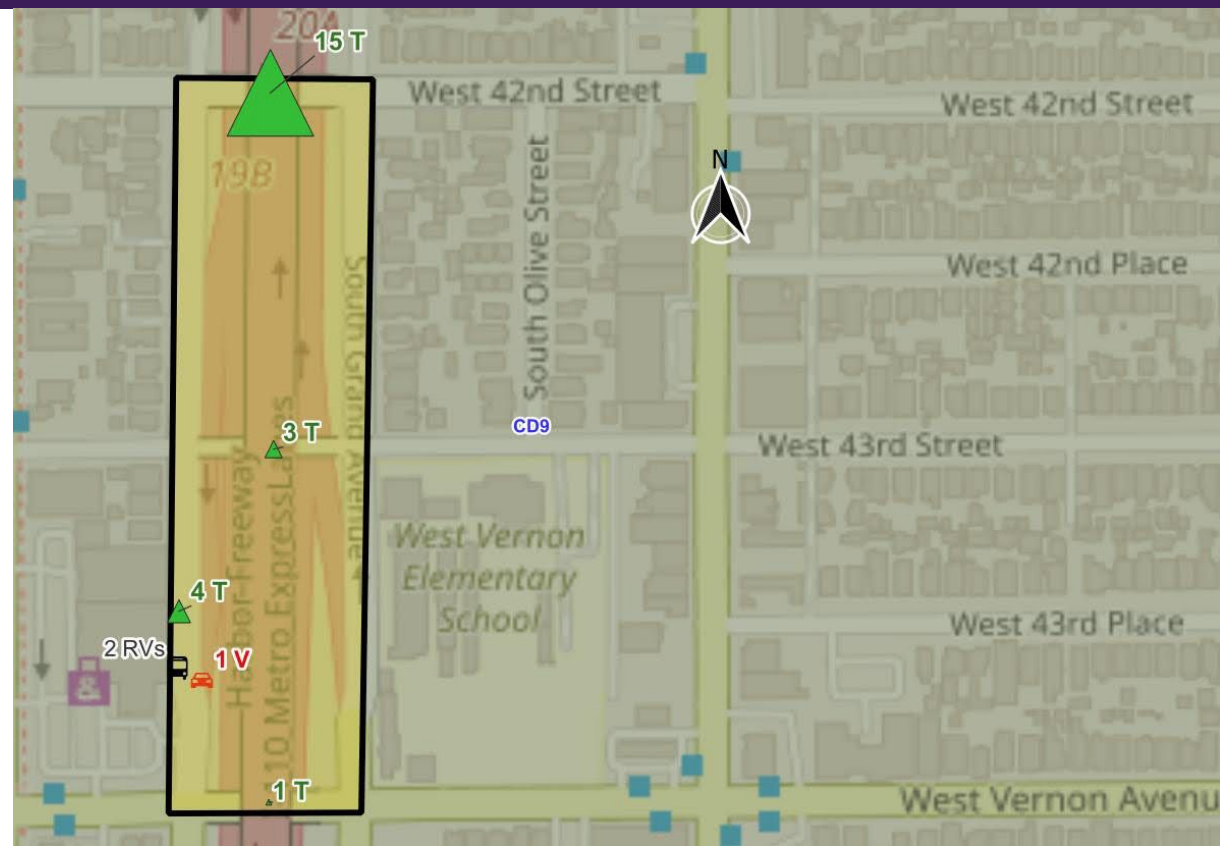 20A
15 T
West 42nd Street
West 42nd Street
N
19B
South Olive Street
West 42nd Place
South Grand Avenue
3 T
CD9
West 43rd Street
Harbor Freeway
110 Metro ExpressLanes
West Vernon
Elementary
School
4 T
2 RVs
1 V
West 43rd Place
1 T
West Vernon Avenu